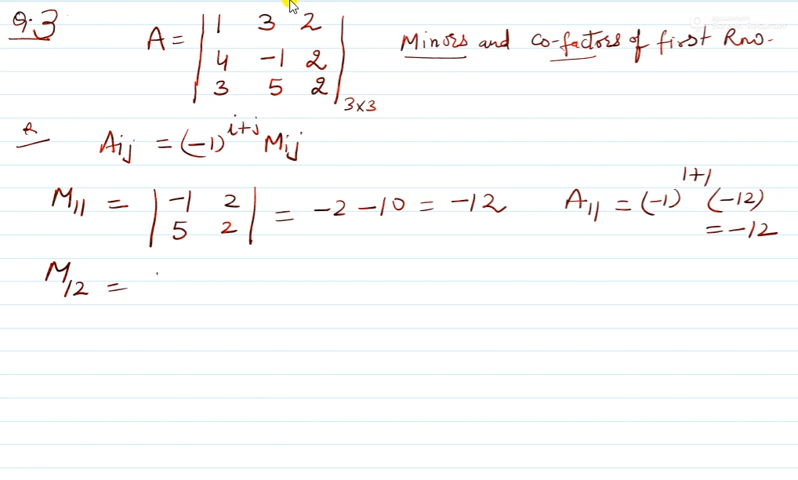 Q.3
A = | 1 3 2 | Minors and co-factors of first Row.
| 4 -1 2 |
| 3 5 2 | 3×3
Aij = (-1)^i+j Mij
M11 = | -1 2 | = -2 - 10 = -12 A11 = (-1)^1+1 (-12)
| 5 2 | = -12
M12 =